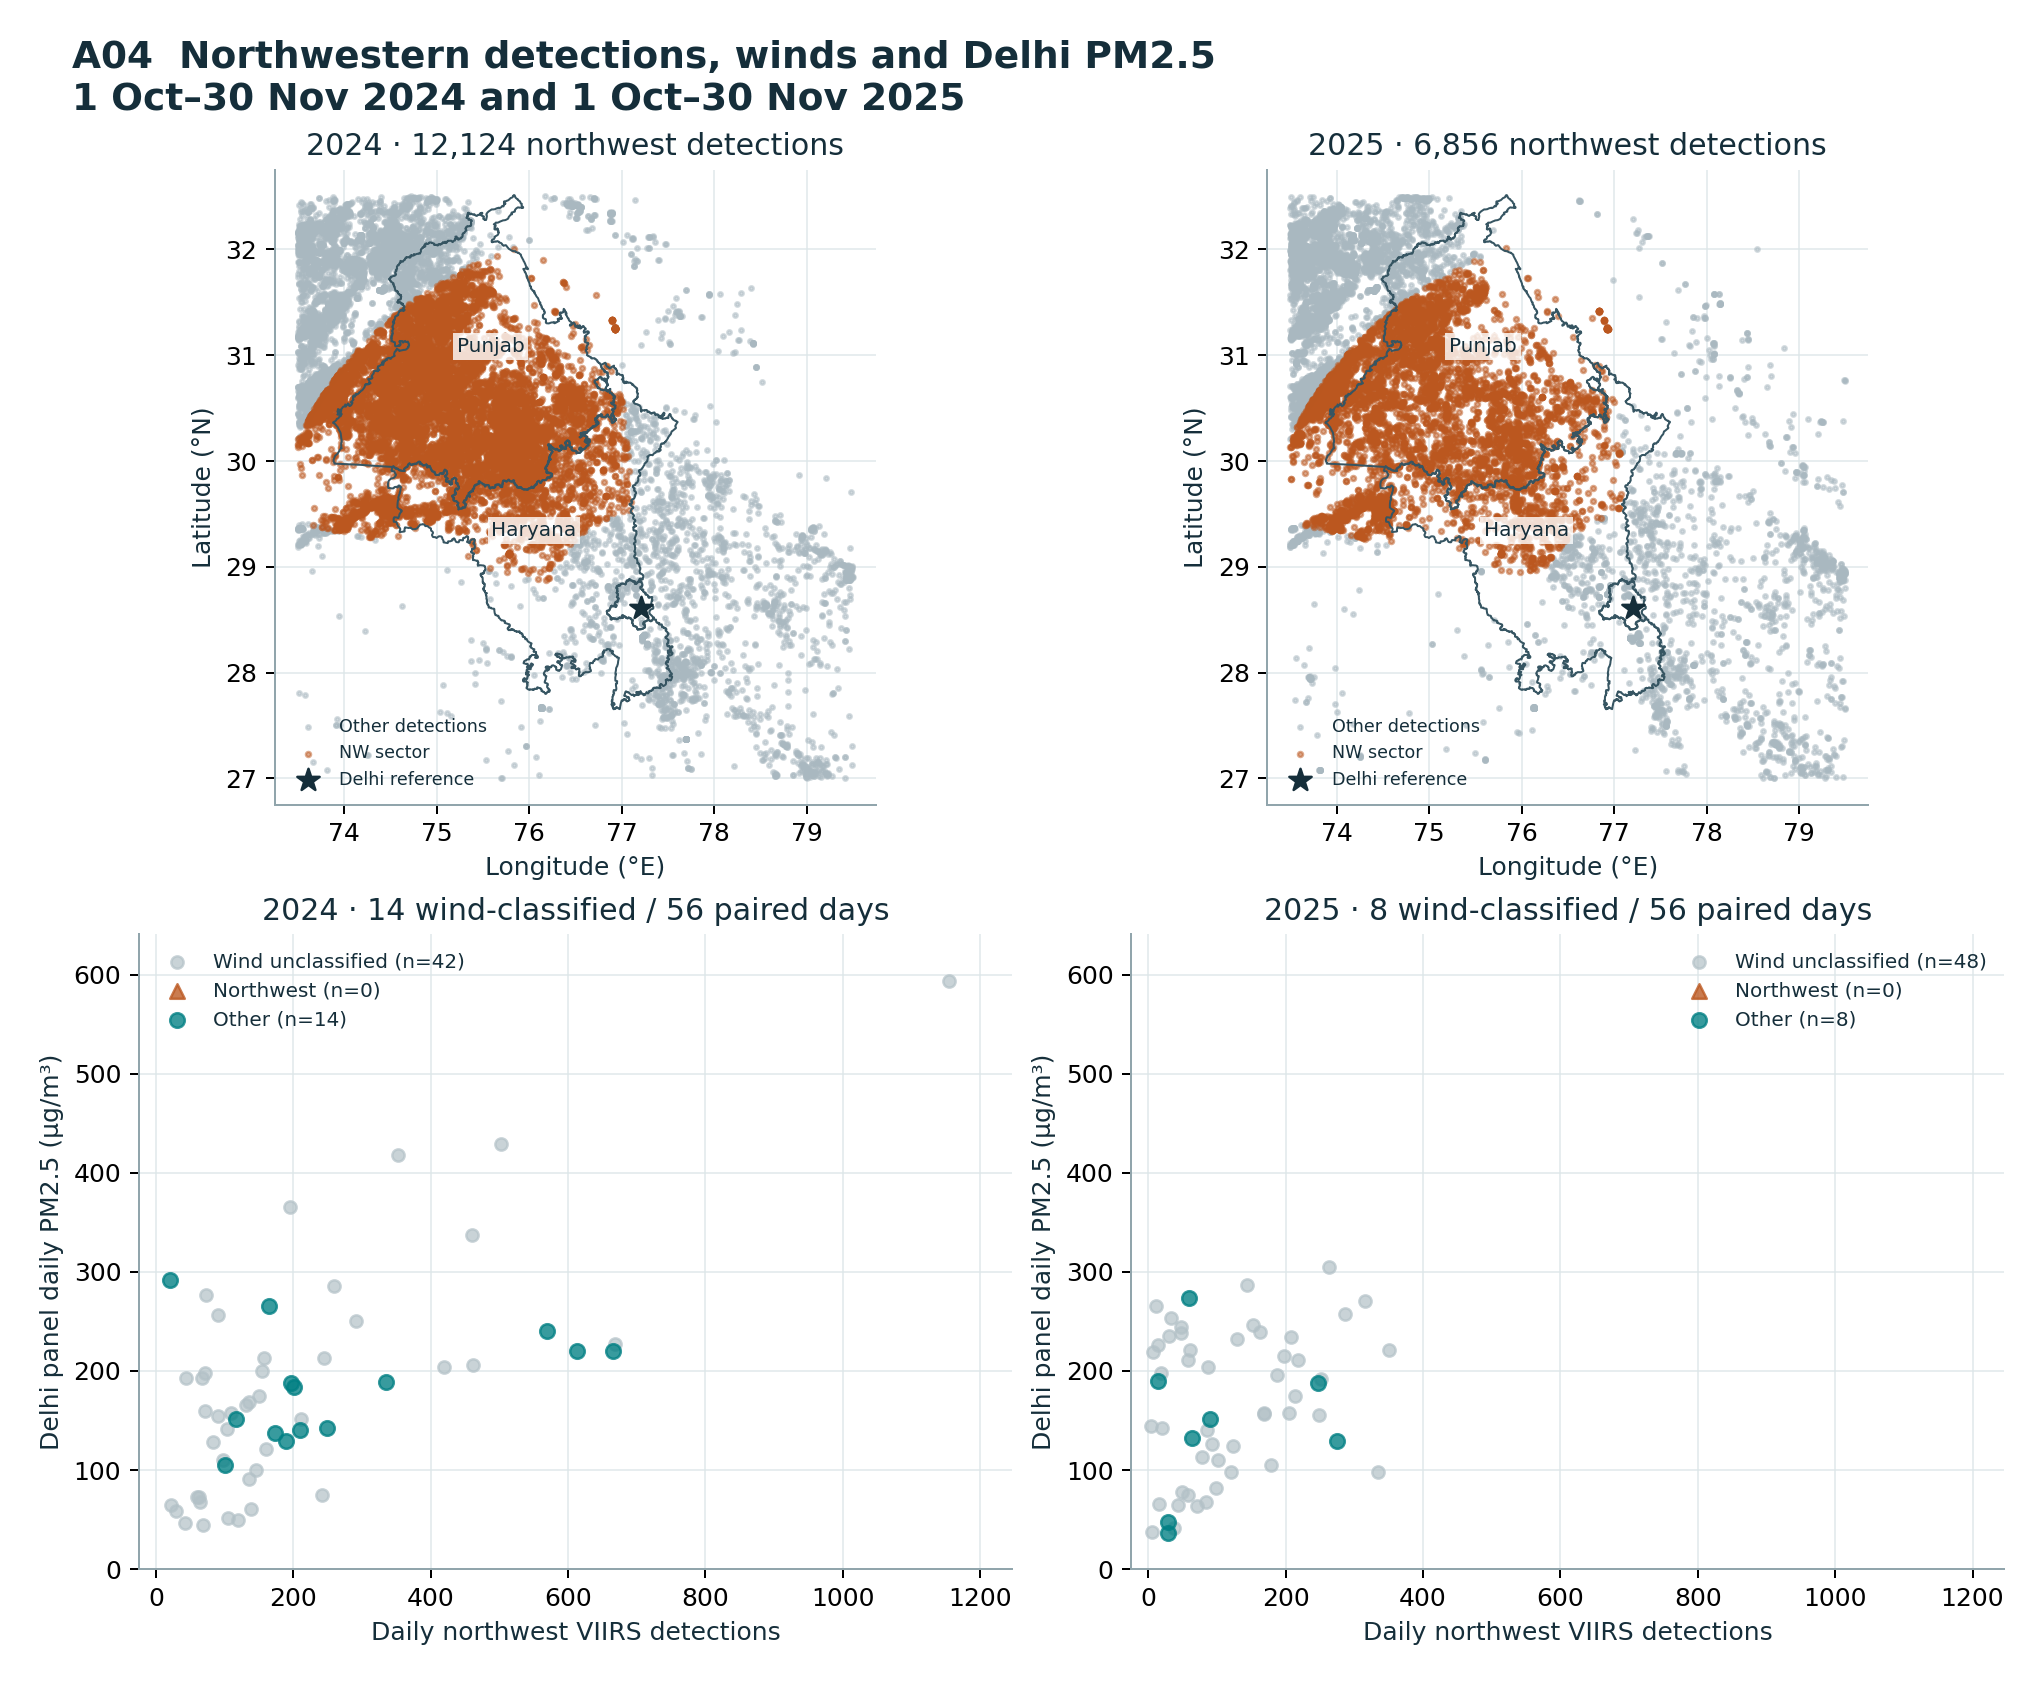 A04  Northwestern detections, winds and Delhi PM2.5
1 Oct–30 Nov 2024 and 1 Oct–30 Nov 2025
2024 · 12,124 northwest detections
Latitude (°N)
32
31
30
29
28
27
Punjab
Haryana
Other detections
NW sector
Delhi reference
74 75 76 77 78 79
Longitude (°E)
2025 · 6,856 northwest detections
Latitude (°N)
32
31
30
29
28
27
Punjab
Haryana
Other detections
NW sector
Delhi reference
74 75 76 77 78 79
Longitude (°E)
2024 · 14 wind-classified / 56 paired days
Delhi panel daily PM2.5 (µg/m³)
600
500
400
300
200
100
0
Wind unclassified (n=42)
Northwest (n=0)
Other (n=14)
0 200 400 600 800 1000 1200
Daily northwest VIIRS detections
2025 · 8 wind-classified / 56 paired days
Delhi panel daily PM2.5 (µg/m³)
600
500
400
300
200
100
0
Wind unclassified (n=48)
Northwest (n=0)
Other (n=8)
0 200 400 600 800 1000 1200
Daily northwest VIIRS detections